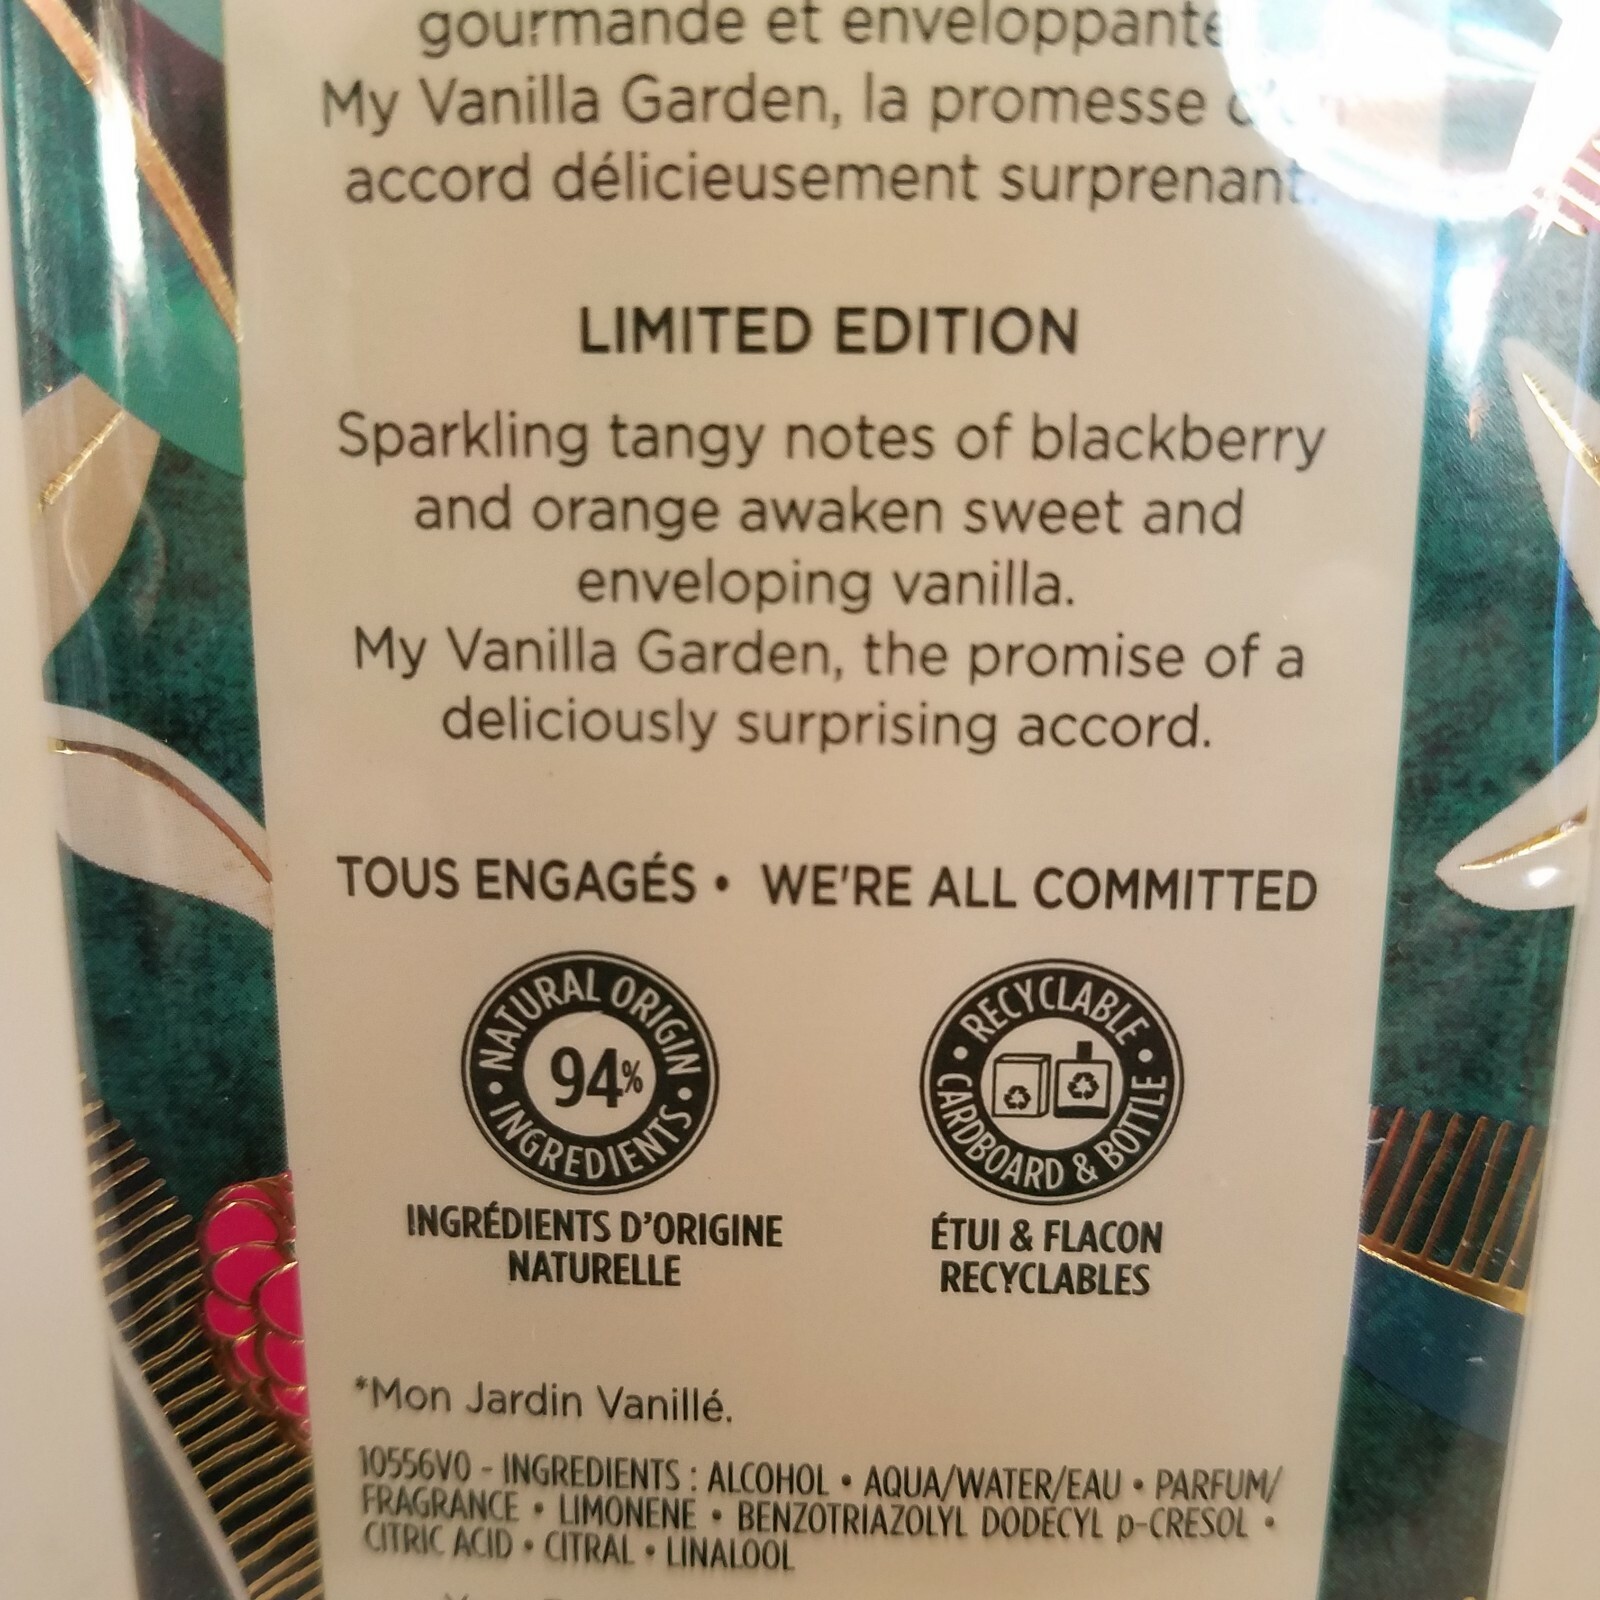 gourmande et enveloppante
My Vanilla Garden, la promesse
accord délicieusement surprenant.
LIMITED EDITION
Sparkling tangy notes of blackberry
and orange awaken sweet and
enveloping vanilla.
My Vanilla Garden, the promise of a
deliciously surprising accord.
TOUS ENGAGÉS • WE'RE ALL COMMITTED
• NATURAL ORIGIN •
94%
INGREDIENTS
INGRÉDIENTS D'ORIGINE
NATURELLE
• RECYCLABLE •
CARDBOARD & BOTTLE
ÉTUI & FLACON
RECYCLABLES
*Mon Jardin Vanillé.
10556V0 - INGREDIENTS : ALCOHOL • AQUA/WATER/EAU • PARFUM/
FRAGRANCE • LIMONENE • BENZOTRIAZOLYL DODECYL p-CRESOL •
CITRIC ACID • CITRAL • LINALOOL